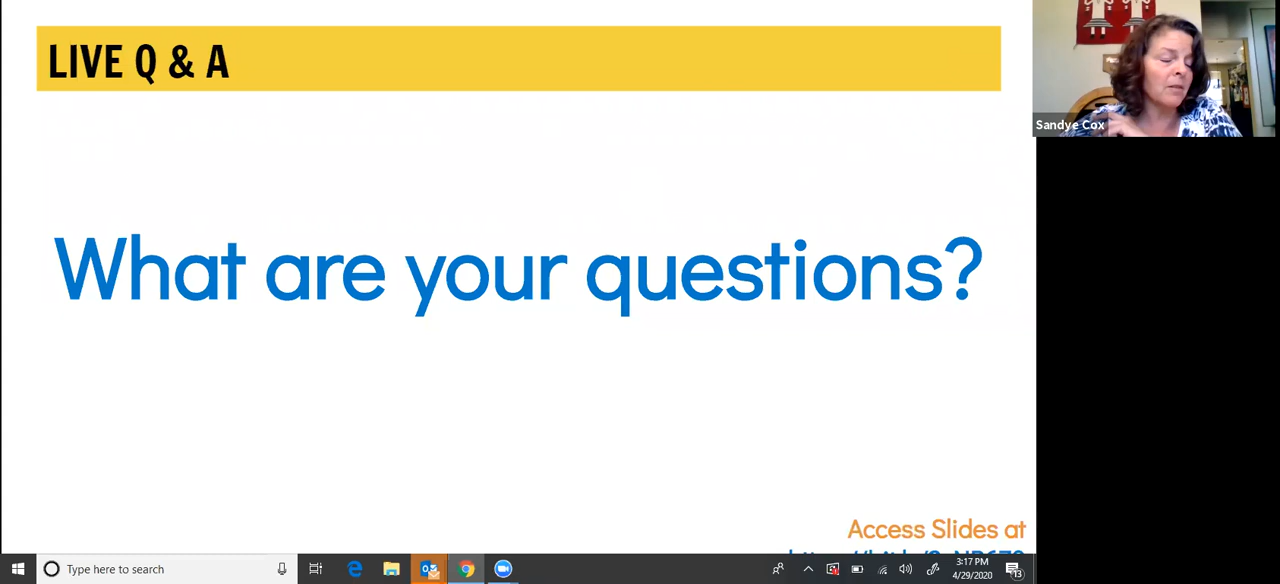 LIVE Q & A
Sandye Cox
What are your questions?
Access Slides at
Type here to search
3:17 PM
4/29/2020
13